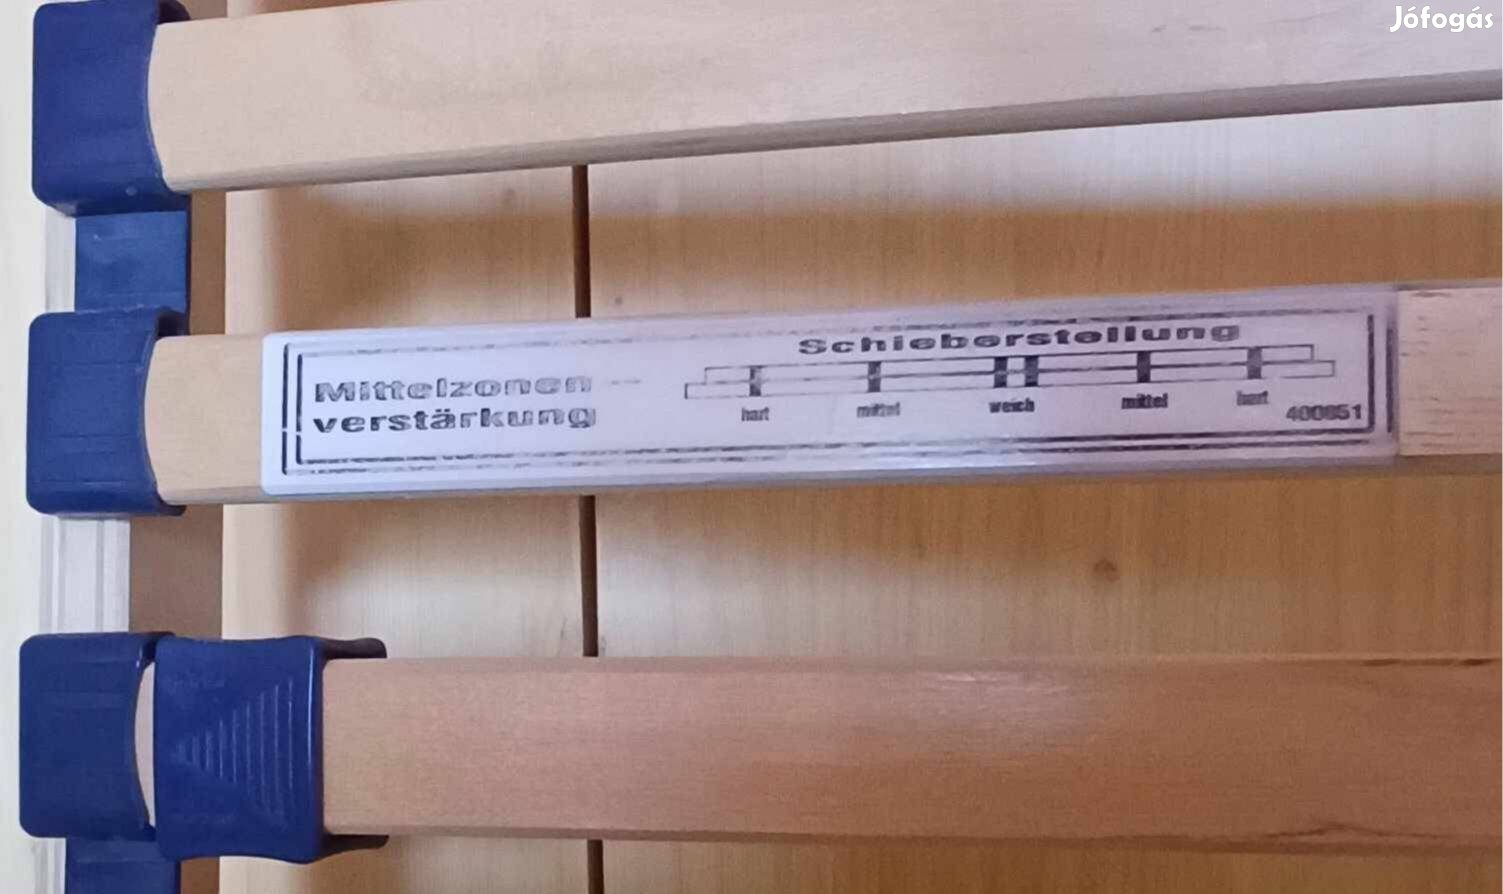 Jófogás
Schieberstellung
Mittelzonen-
verstärkung
hart mittel weich mittel hart
400851